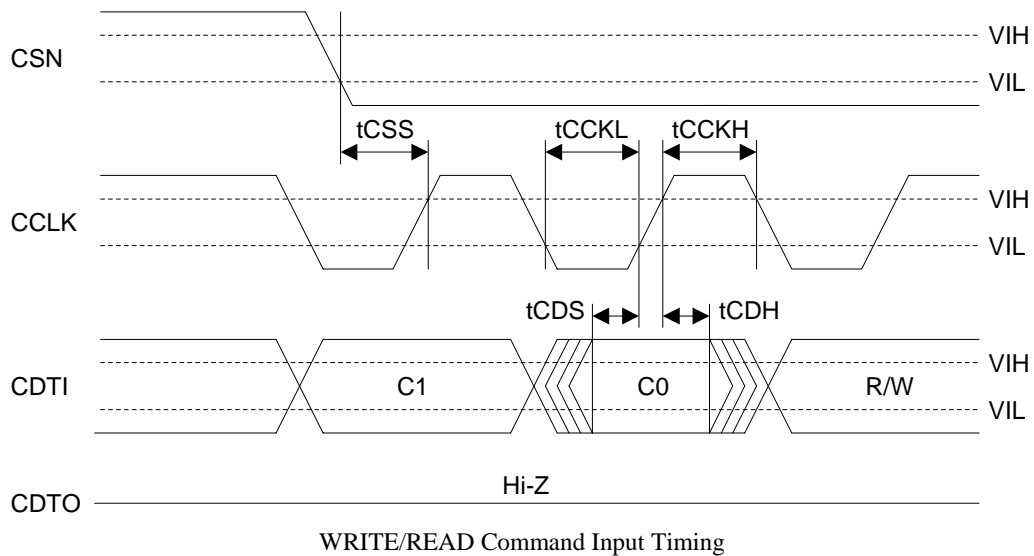 VIH
CSN
VIL
tCSS tCCKL tCCKH
VIH
CCLK
VIL
tCDS tCDH
VIH
CDTI C1 C0 R/W
VIL
Hi-Z
CDTO
WRITE/READ Command Input Timing